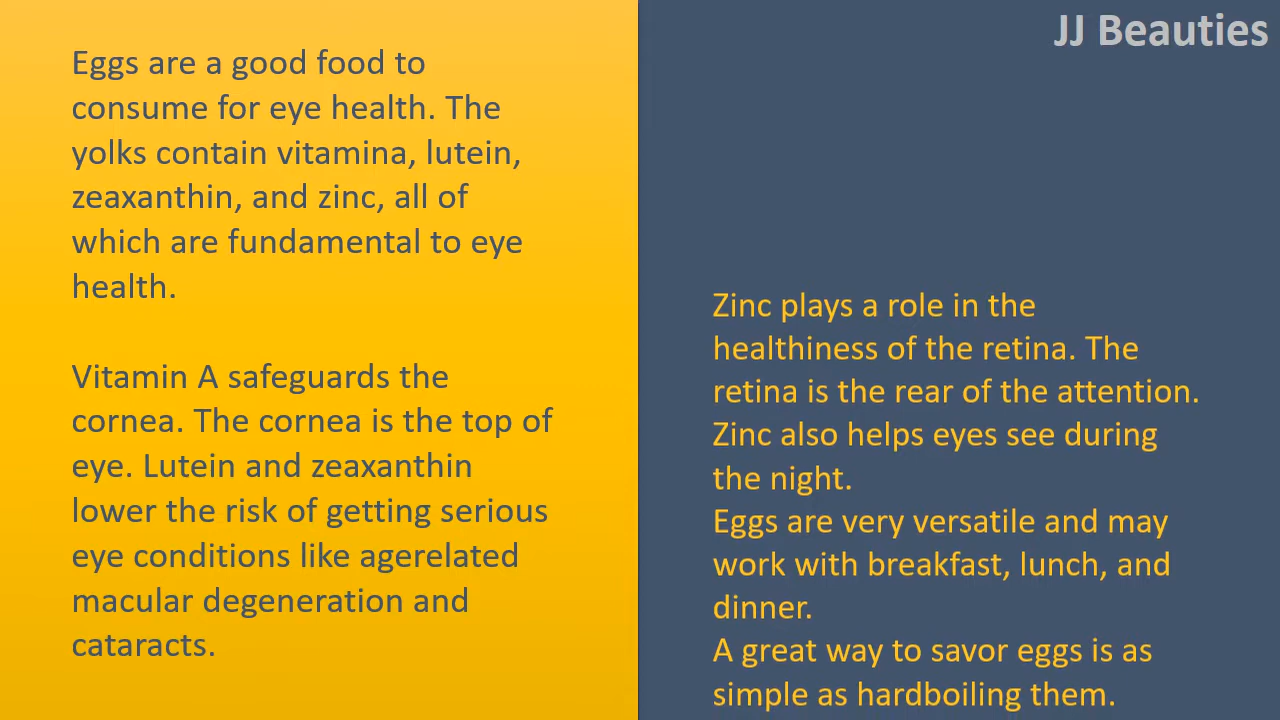 JJ Beauties
Eggs are a good food to
consume for eye health. The
yolks contain vitamina, lutein,
zeaxanthin, and zinc, all of
which are fundamental to eye
health.
Vitamin A safeguards the
cornea. The cornea is the top of
eye. Lutein and zeaxanthin
lower the risk of getting serious
eye conditions like agerelated
macular degeneration and
cataracts.
Zinc plays a role in the
healthiness of the retina. The
retina is the rear of the attention.
Zinc also helps eyes see during
the night.
Eggs are very versatile and may
work with breakfast, lunch, and
dinner.
A great way to savor eggs is as
simple as hardboiling them.